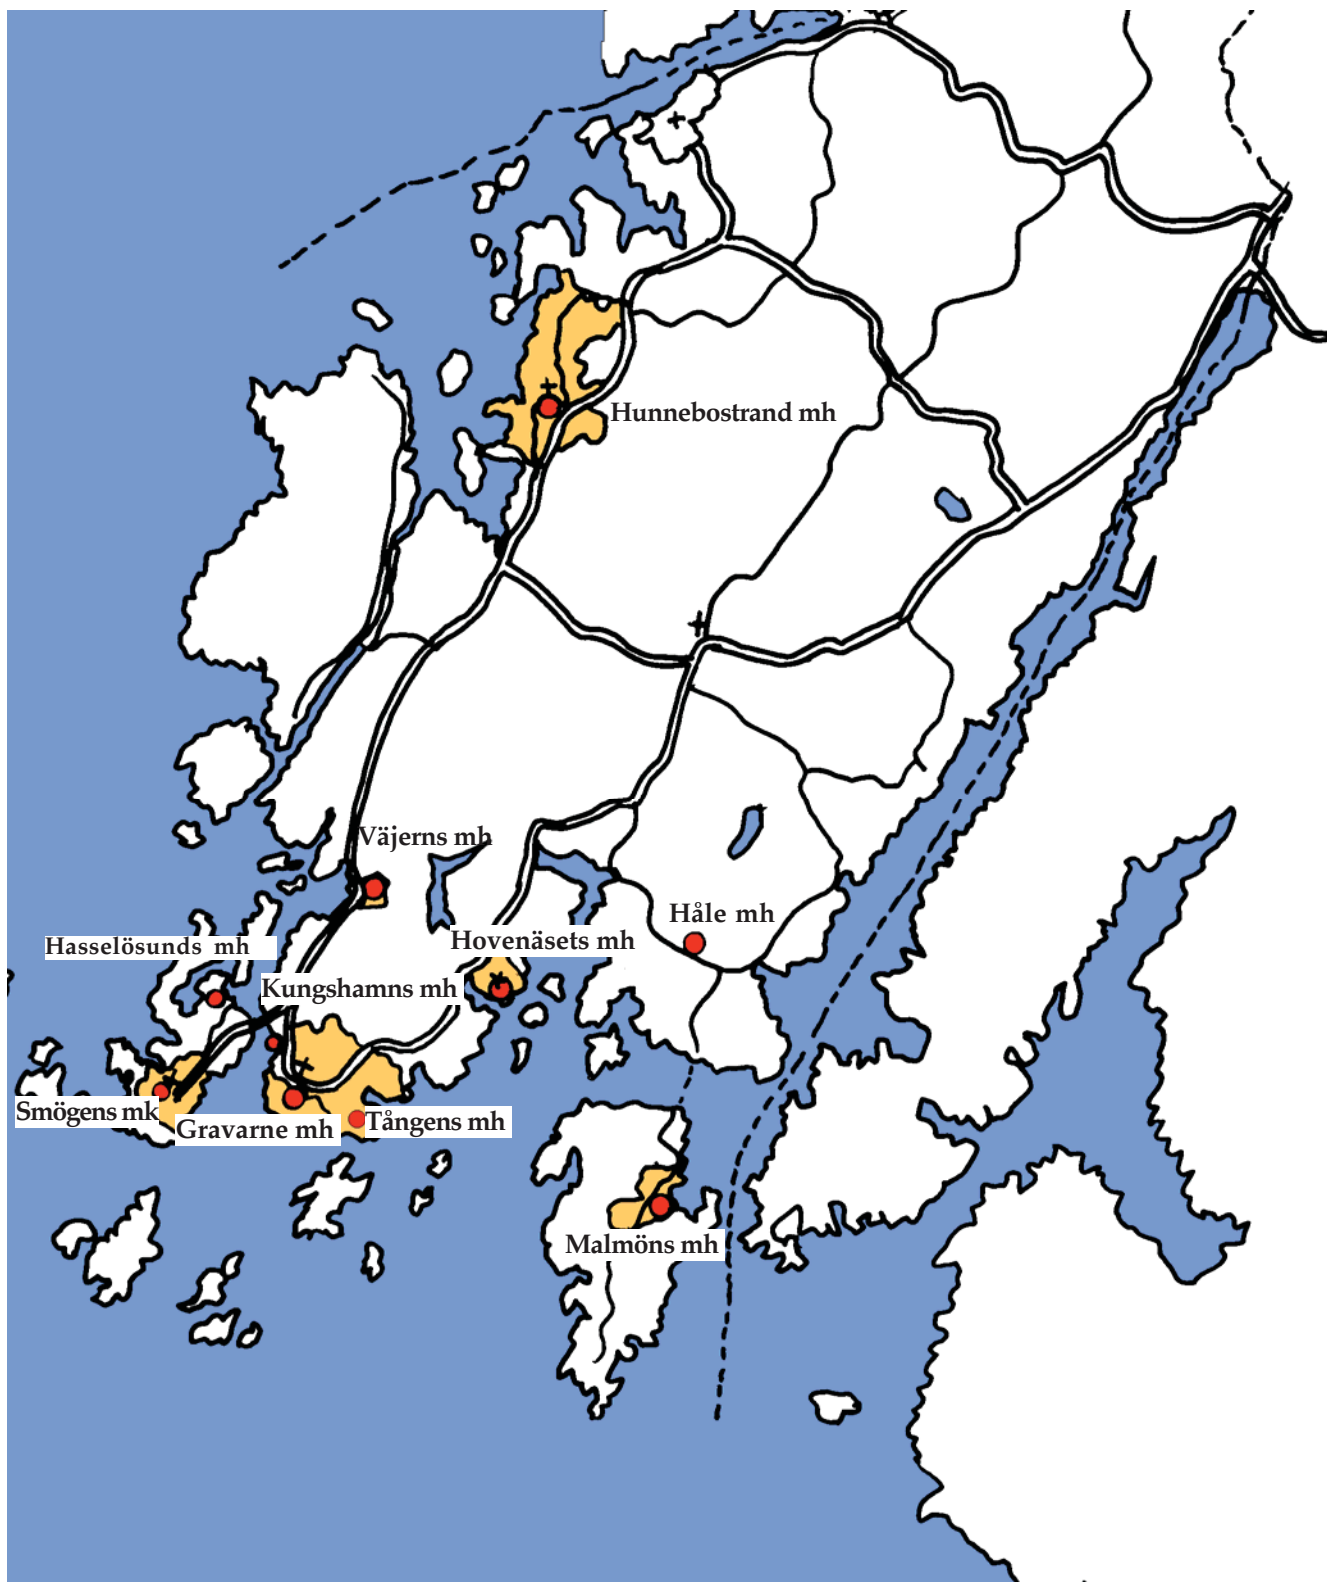 Hunnebostrand mh
Väjerns mh
Håle mh
Hasselösunds mh
Hovenäsets mh
Kungshamns mh
Smögens mk
Gravarne mh
Tångens mh
Malmöns mh